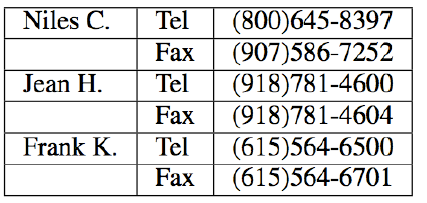 Niles C. Tel (800)645-8397
Fax (907)586-7252
Jean H. Tel (918)781-4600
Fax (918)781-4604
Frank K. Tel (615)564-6500
Fax (615)564-6701